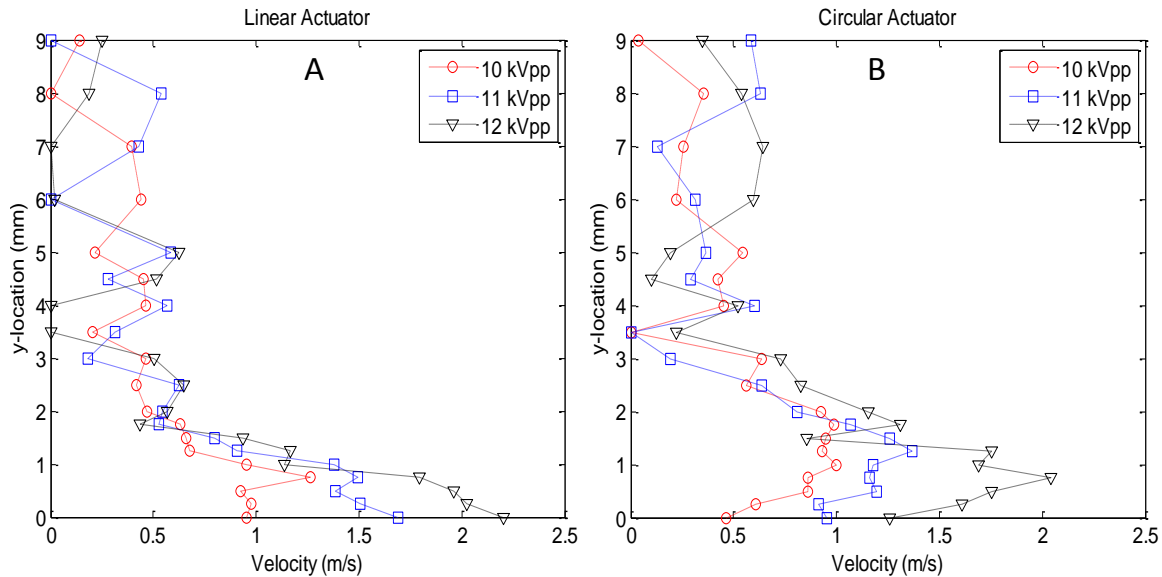 Linear Actuator
A
10 kVpp
11 kVpp
12 kVpp
y-location (mm)
9
8
7
6
5
4
3
2
1
0
0 0.5 1 1.5 2 2.5
Velocity (m/s)
Circular Actuator
B
10 kVpp
11 kVpp
12 kVpp
y-location (mm)
9
8
7
6
5
4
3
2
1
0
0 0.5 1 1.5 2 2.5
Velocity (m/s)